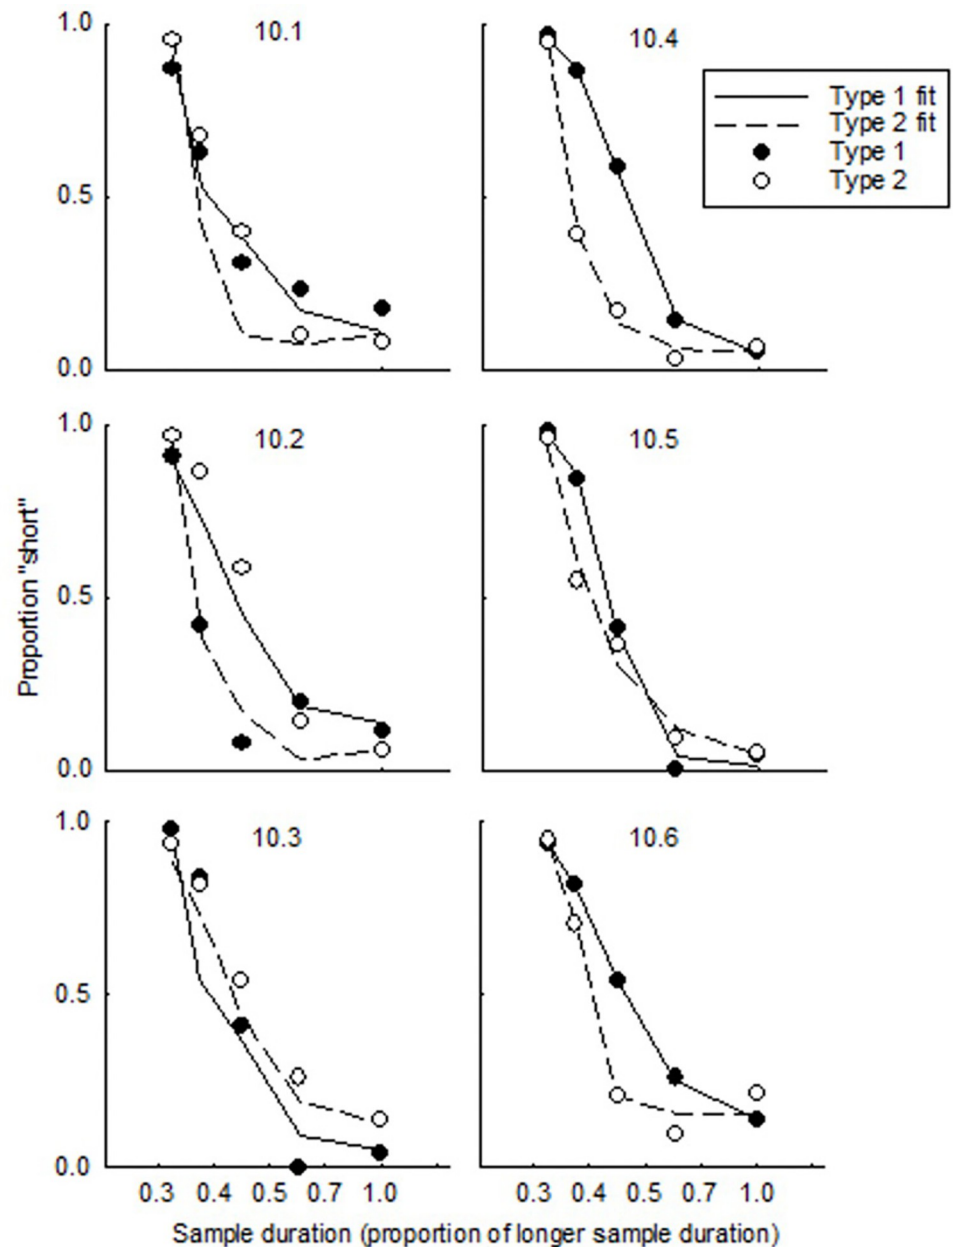 1.0
10.1
0.5
0.0
10.4
Type 1 fit
Type 2 fit
Type 1
Type 2
Proportion "short"
1.0
10.2
0.5
0.0
10.5
1.0
10.3
0.5
0.0
10.6
0.3 0.4 0.5 0.7 1.0
0.3 0.4 0.5 0.7 1.0
Sample duration (proportion of longer sample duration)